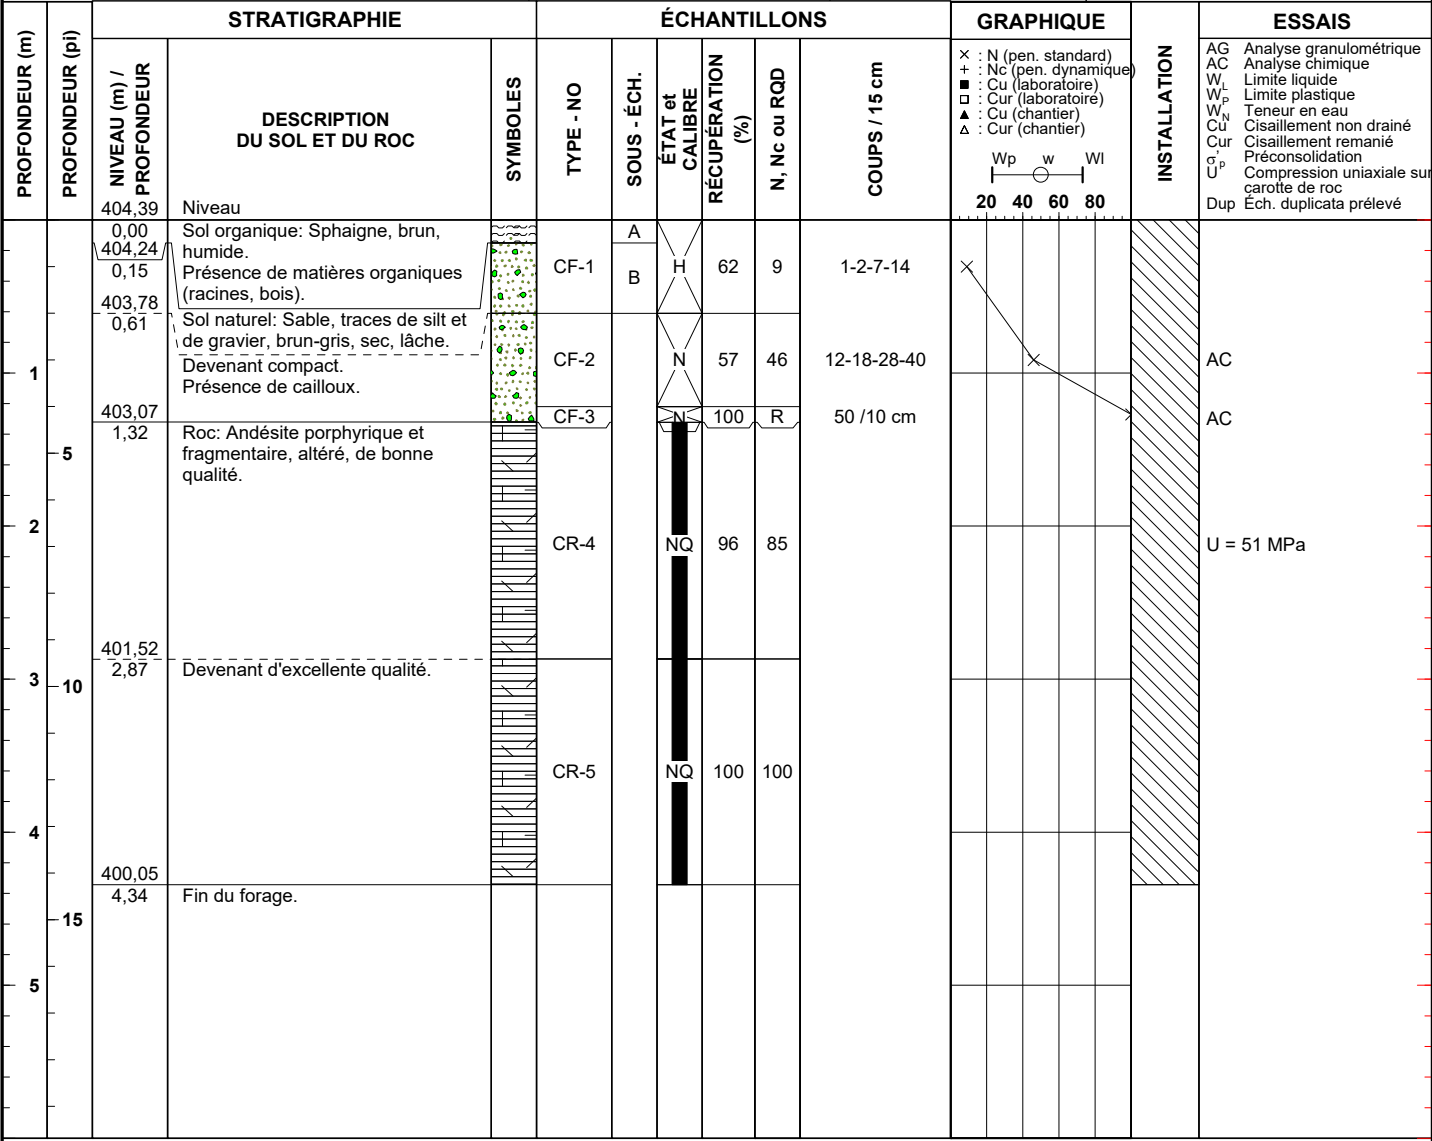 STRATIGRAPHIE
ÉCHANTILLONS
GRAPHIQUE
ESSAIS
PROFONDEUR (m)
PROFONDEUR (pi)
NIVEAU (m) /
PROFONDEUR
DESCRIPTION
DU SOL ET DU ROC
SYMBOLES
TYPE - NO
SOUS - ÉCH.
ÉTAT et
CALIBRE
RÉCUPÉRATION
(%)
N, Nc ou RQD
COUPS / 15 cm
× : N (pen. standard)
+ : Nc (pen. dynamique)
■ : Cu (laboratoire)
□ : Cur (laboratoire)
▲ : Cu (chantier)
△ : Cur (chantier)
Wp w Wl
20 40 60 80
INSTALLATION
AG Analyse granulométrique
AC Analyse chimique
WL Limite liquide
WP Limite plastique
WN Teneur en eau
Cu Cisaillement non drainé
Cur Cisaillement remanié
σ'p Préconsolidation
U Compression uniaxiale sur
carotte de roc
Dup Éch. duplicata prélevé
404,39 Niveau
0,00 Sol organique: Sphaigne, brun,
404,24 humide.
0,15 Présence de matières organiques
(racines, bois).
A
B
CF-1 H 62 9 1-2-7-14
403,78
0,61 Sol naturel: Sable, traces de silt et
de gravier, brun-gris, sec, lâche.
Devenant compact.
Présence de cailloux.
CF-2 N 57 46 12-18-28-40 AC
1
403,07
CF-3 N 100 R 50 /10 cm AC
1,32 Roc: Andésite porphyrique et
fragmentaire, altéré, de bonne
qualité.
5
2
CR-4 NQ 96 85 U = 51 MPa
401,52
2,87 Devenant d'excellente qualité.
3
10
CR-5 NQ 100 100
4
400,05
4,34 Fin du forage.
15
5